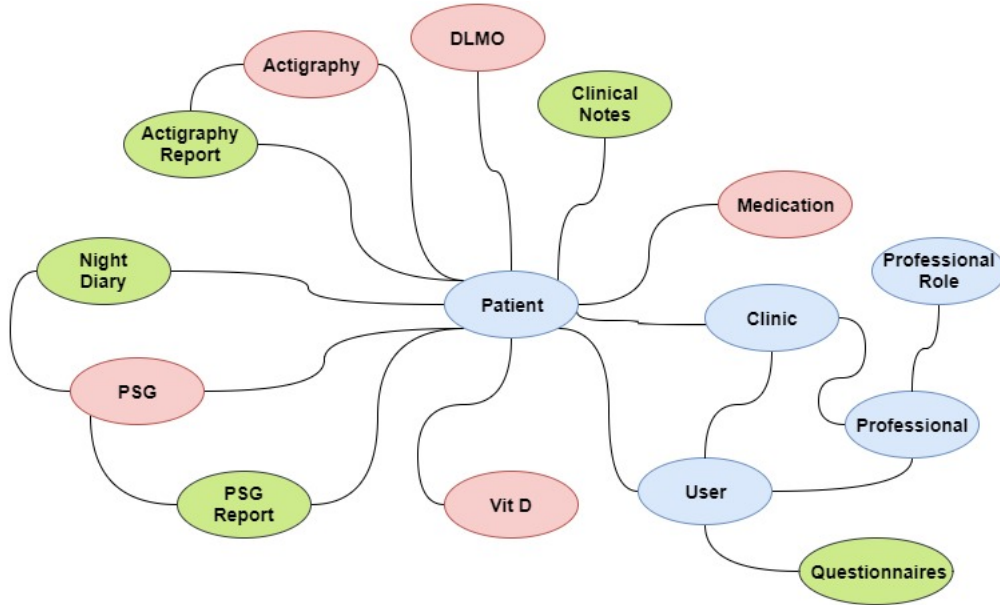 DLMO
Actigraphy
Clinical
Notes
Actigraphy
Report
Medication
Night
Diary
Professional
Role
Patient
Clinic
PSG
Professional
PSG
Report
Vit D
User
Questionnaires